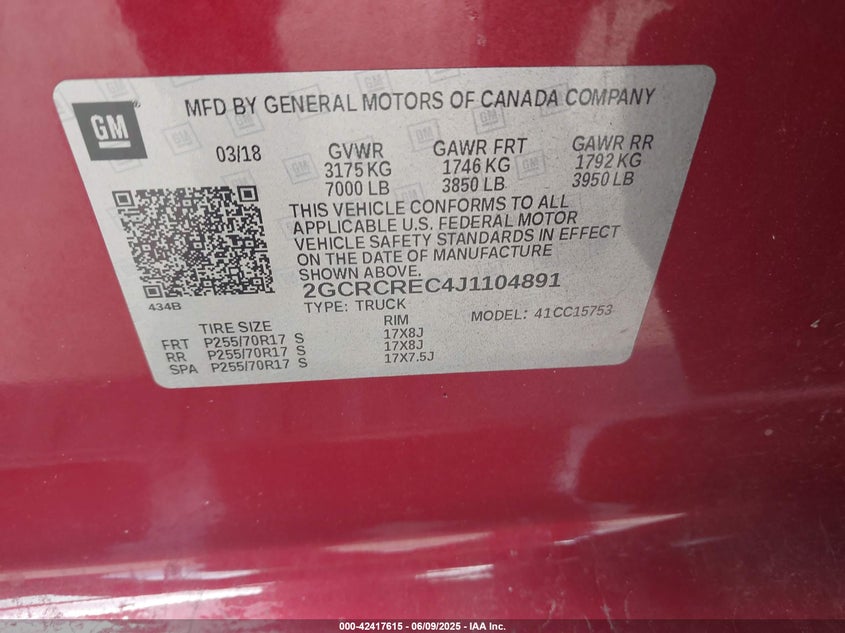 GM ®
MFD BY GENERAL MOTORS OF CANADA COMPANY
03/18 GVWR GAWR FRT GAWR RR
3175 KG 1746 KG 1792 KG
7000 LB 3850 LB 3950 LB
THIS VEHICLE CONFORMS TO ALL
APPLICABLE U.S. FEDERAL MOTOR
VEHICLE SAFETY STANDARDS IN EFFECT
ON THE DATE OF MANUFACTURE
SHOWN ABOVE.
2GCRCREC4J1104891
434B TYPE: TRUCK MODEL: 41CC15753
TIRE SIZE RIM
FRT P255/70R17 S 17X8J
RR P255/70R17 S 17X8J
SPA P255/70R17 S 17X7.5J
000-42417615 - 06/09/2025 - IAA Inc.